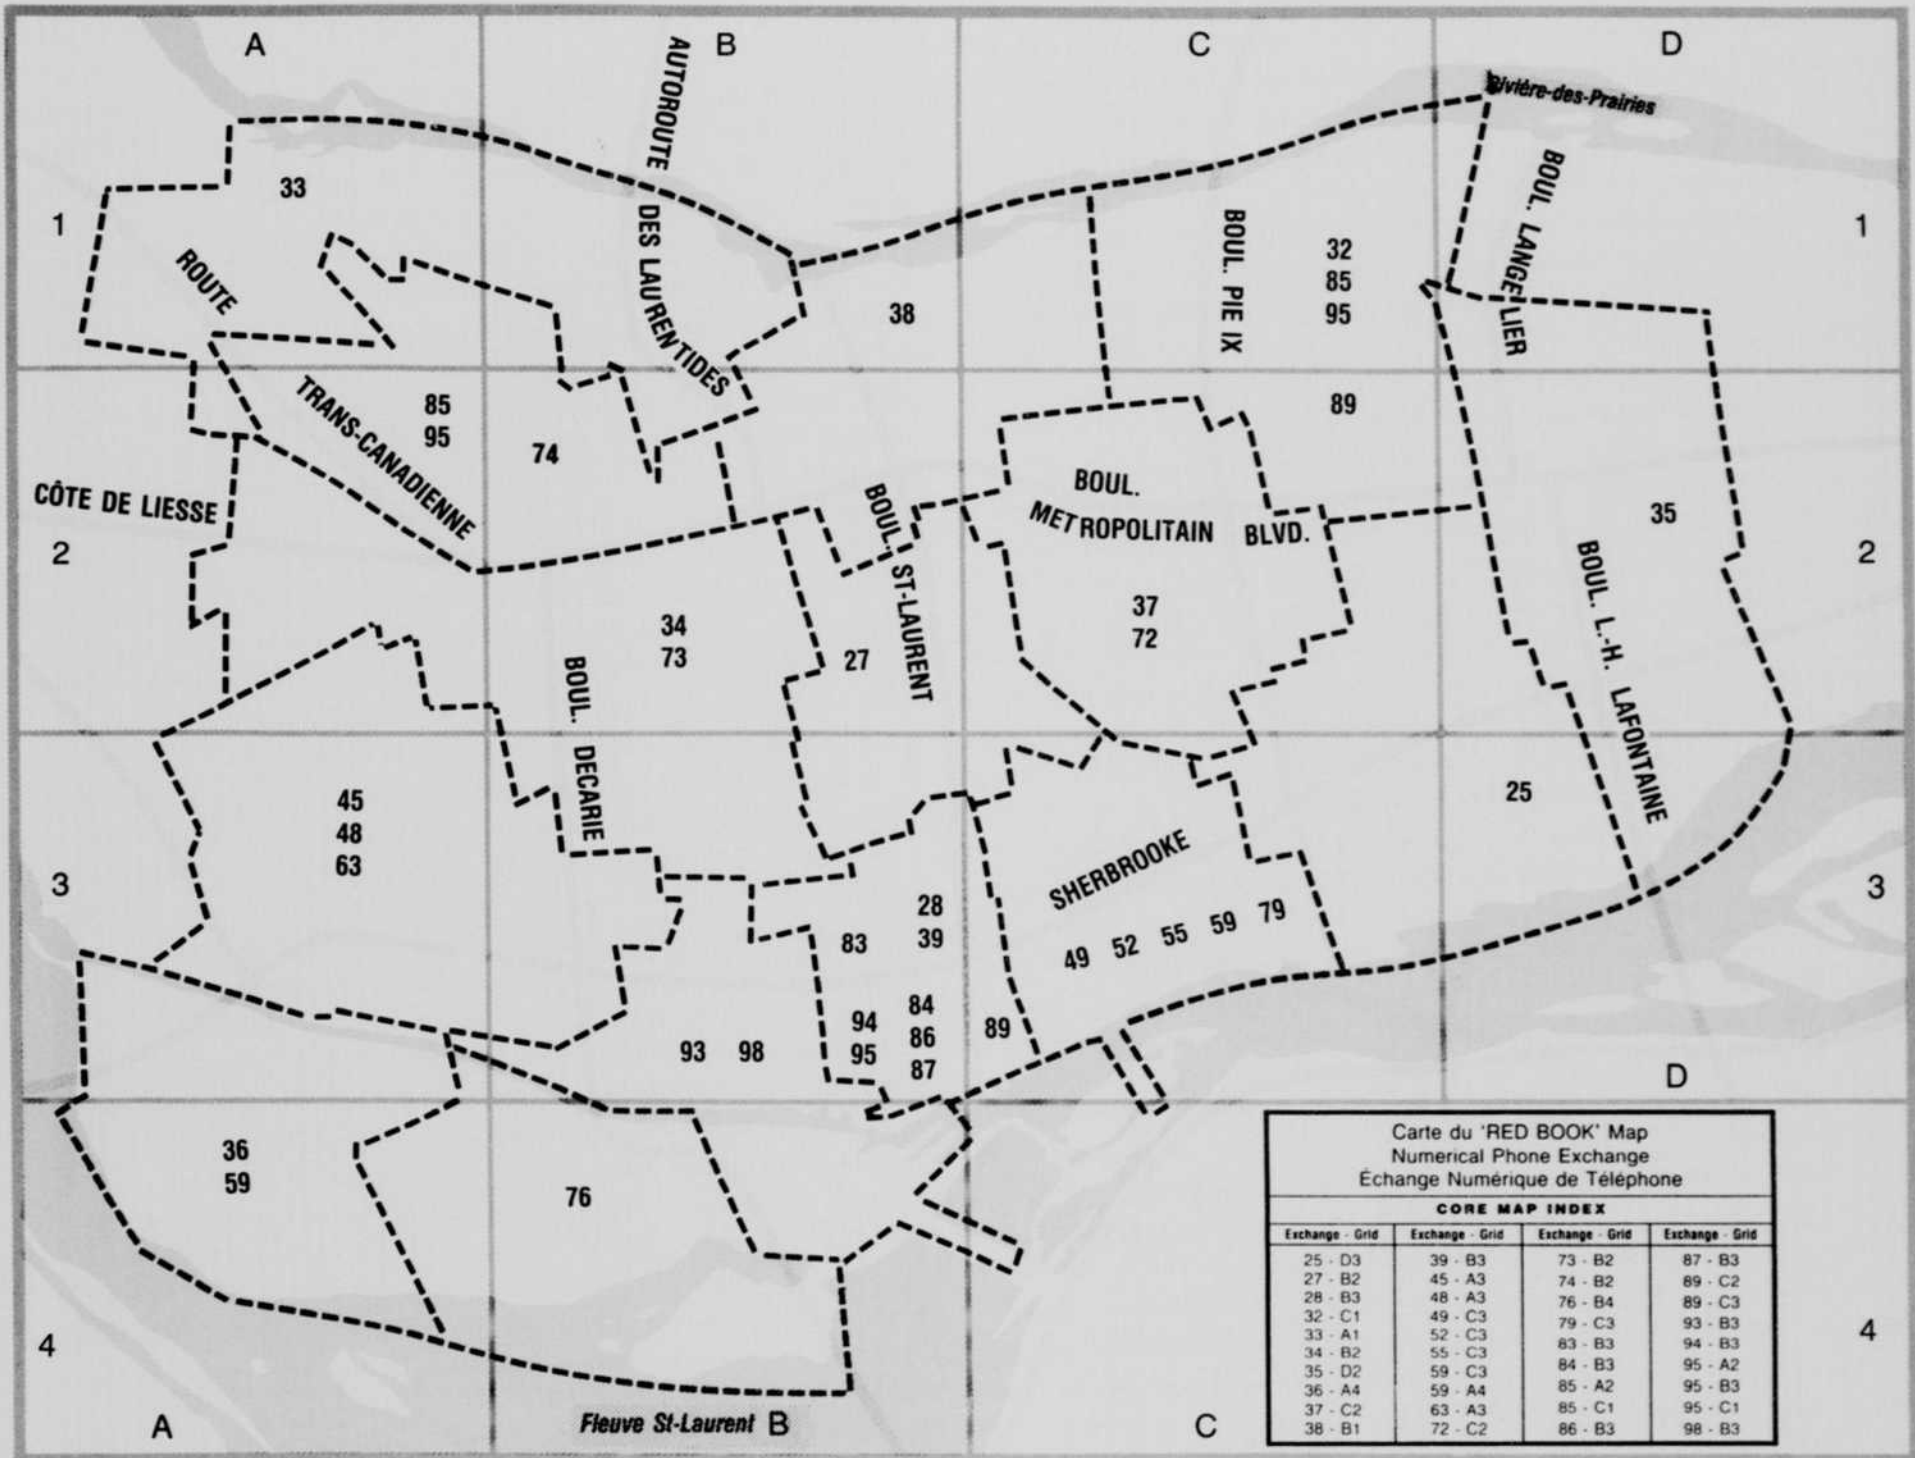 A B C D
AUTOROUTE DES LAURENTIDES
Rivière-des-Prairies
BOUL. LANGELIER
33
1
1
ROUTE
BOUL. PIE IX
32
85
95
38
TRANS-CANADIENNE
85
95
89
74
CÔTE DE LIESSE
BOUL. ST-LAURENT
BOUL.
METROPOLITAIN BLVD.
35
2
2
BOUL. L.-H. LAFONTAINE
34
73
37
72
27
BOUL. DECARIE
45
48
63
25
SHERBROOKE
3
3
28
39
83
49 52 55 59 79
84
86
87
94
95
89
93 98
D
36
59
76
4
4
Fleuve St-Laurent
A B C
Carte du 'RED BOOK' Map
Numerical Phone Exchange
Échange Numérique de Téléphone
CORE MAP INDEX
Exchange - Grid Exchange - Grid Exchange - Grid Exchange - Grid
25 - D3 39 - B3 73 - B2 87 - B3
27 - B2 45 - A3 74 - B2 89 - C2
28 - B3 48 - A3 76 - B4 89 - C3
32 - C1 49 - C3 79 - C3 93 - B3
33 - A1 52 - C3 83 - B3 94 - B3
34 - B2 55 - C3 84 - B3 95 - A2
35 - D2 59 - C3 85 - A2 95 - B3
36 - A4 59 - A4 85 - C1 95 - C1
37 - C2 63 - A3 86 - B3 98 - B3
38 - B1 72 - C2